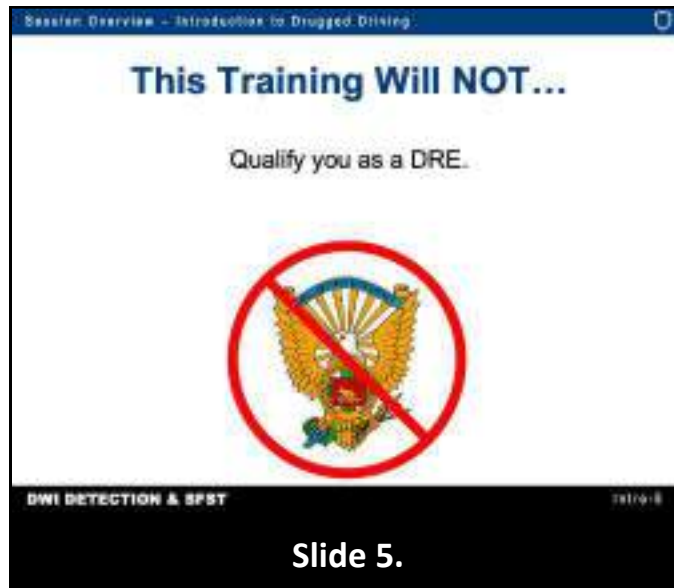 Session Overview – Introduction to Drugged Driving
This Training Will NOT...
Qualify you as a DRE.
DWI DETECTION & SFST
Slide 5.